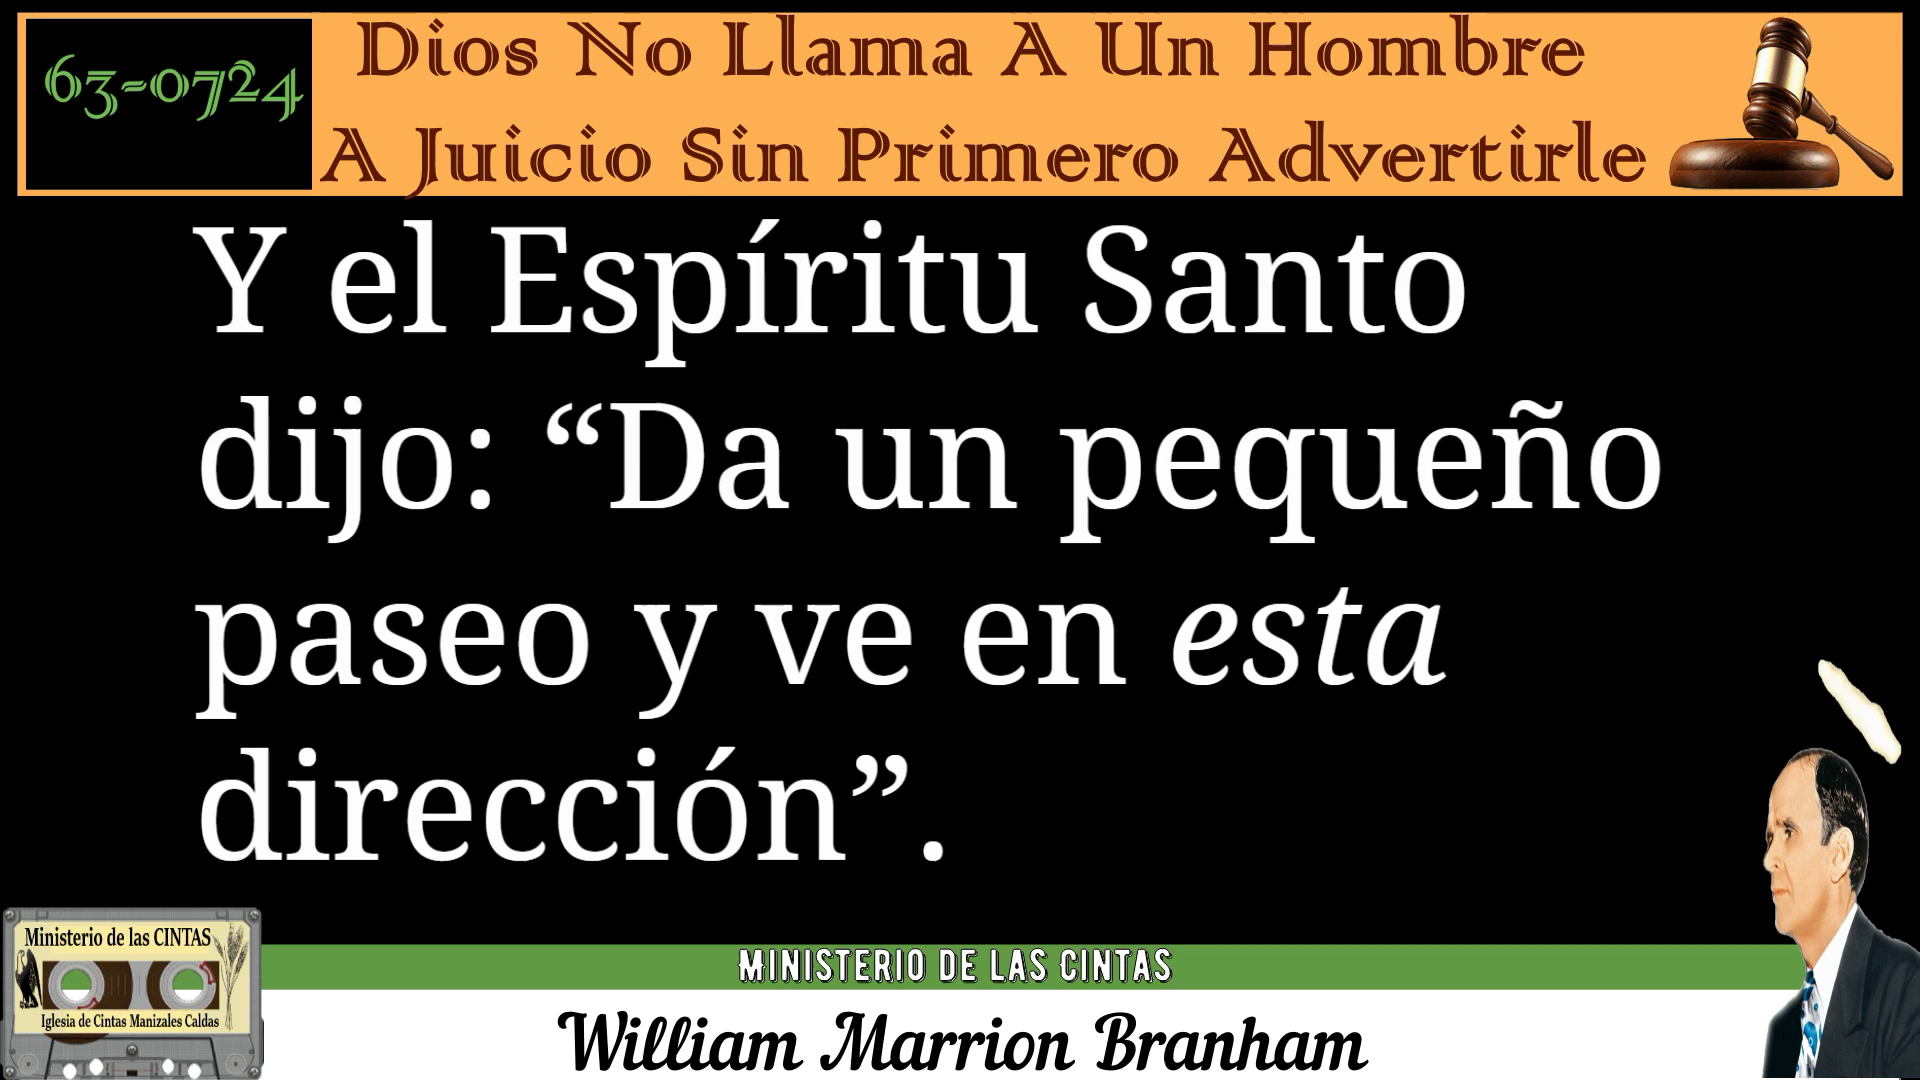 63-0724
Dios No Llama A Un Hombre
A Juicio Sin Primero Advertirle
Y el Espíritu Santo
dijo: “Da un pequeño
paseo y ve en esta
dirección”.
Ministerio de las CINTAS
Iglesia de Cintas Manizales Caldas
MINISTERIO DE LAS CINTAS
William Marrion Branham